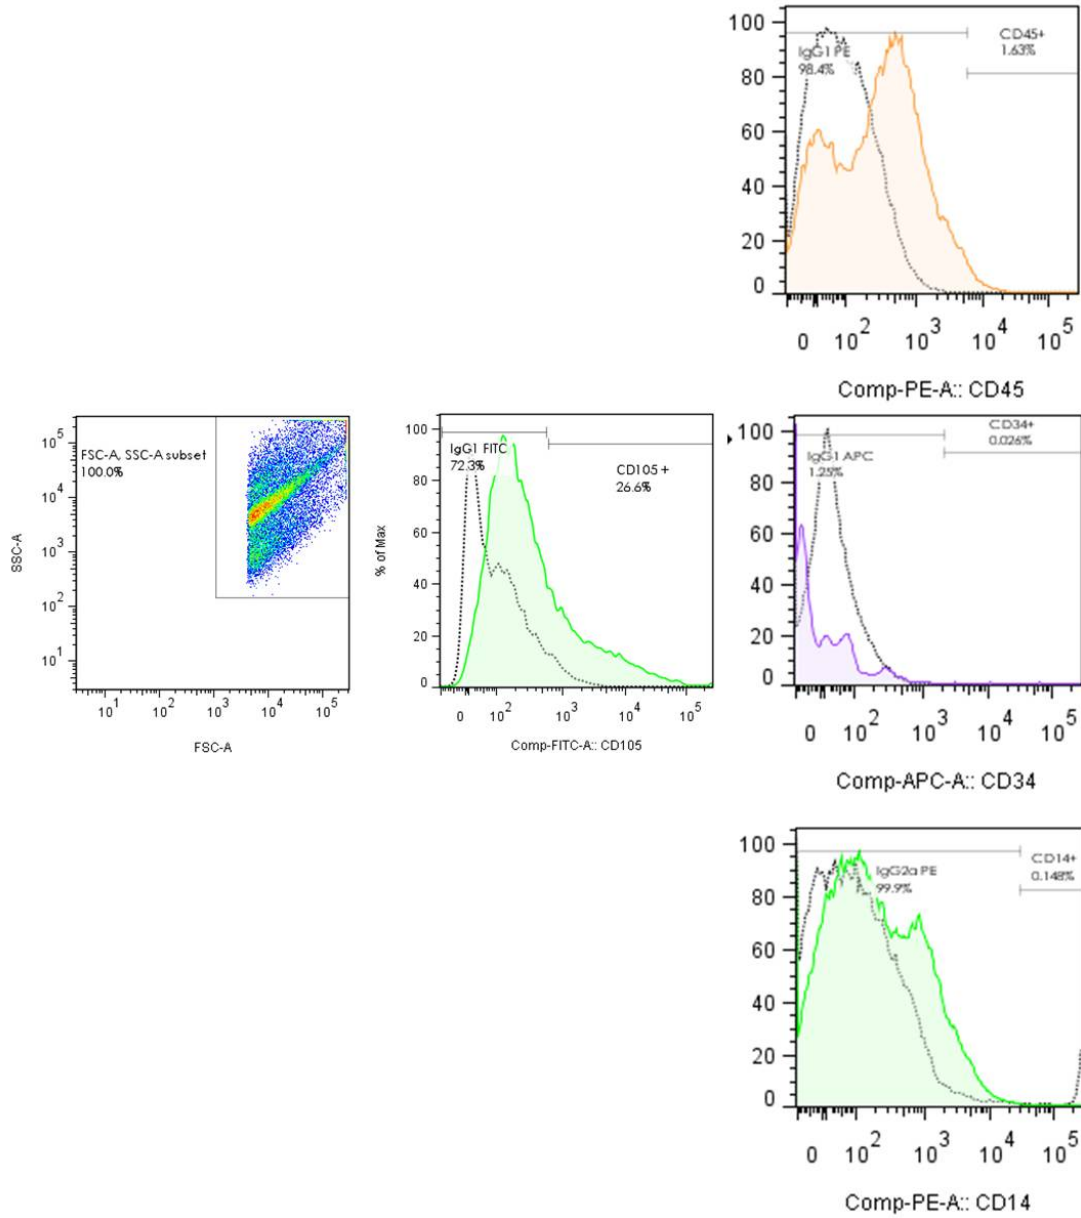 100
80
60
40
20
0
IgG1 PE
98.4%
CD45+
1.63%
0 10^2 10^3 10^4 10^5
Comp-PE-A:: CD45
SSC-A
10^5
10^4
10^3
10^2
10^1
FSC-A, SSC-A subset
100.0%
10^1 10^2 10^3 10^4 10^5
FSC-A
% of Max
100
80
60
40
20
0
IgG1 FITC
72.3%
CD105 +
26.6%
0 10^2 10^3 10^4 10^5
Comp-FITC-A:: CD105
100
80
60
40
20
0
IgG1 APC
1.25%
CD34+
0.026%
0 10^2 10^3 10^4 10^5
Comp-APC-A:: CD34
100
80
60
40
20
0
IgG2a PE
99.9%
CD14+
0.148%
0 10^2 10^3 10^4 10^5
Comp-PE-A:: CD14